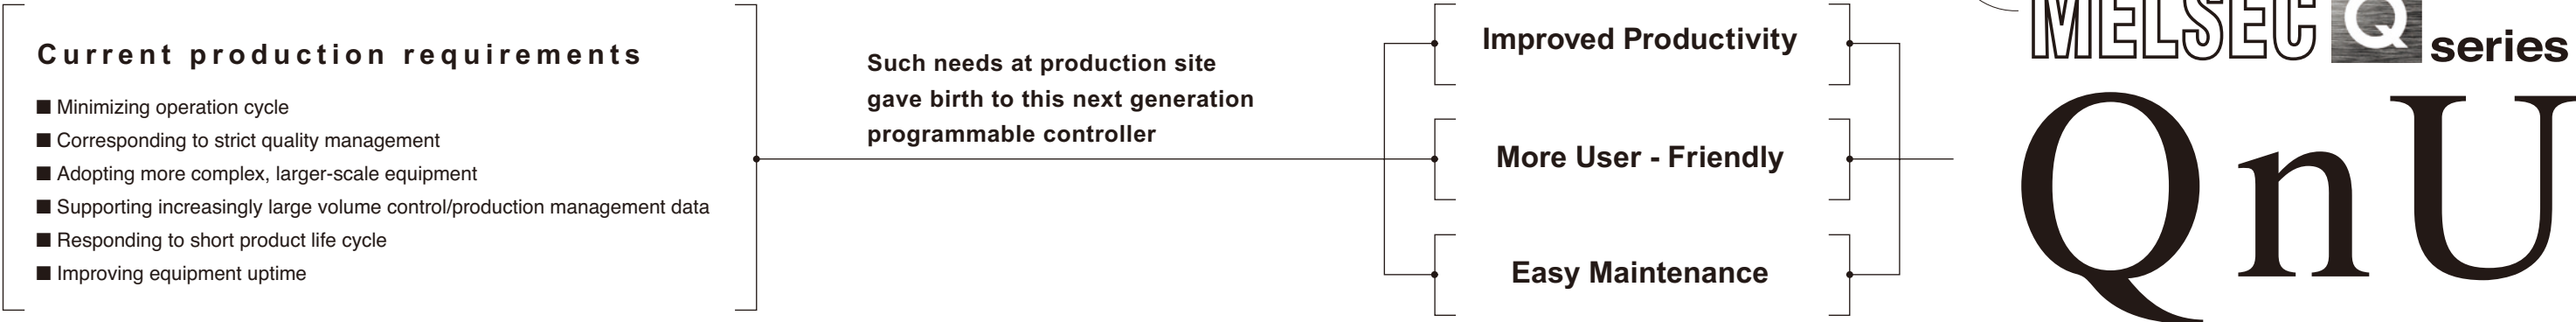 Current production requirements
■ Minimizing operation cycle
■ Corresponding to strict quality management
■ Adopting more complex, larger-scale equipment
■ Supporting increasingly large volume control/production management data
■ Responding to short product life cycle
■ Improving equipment uptime
Such needs at production site
gave birth to this next generation
programmable controller
Improved Productivity
More User - Friendly
Easy Maintenance
MELSEC Q series
QnU